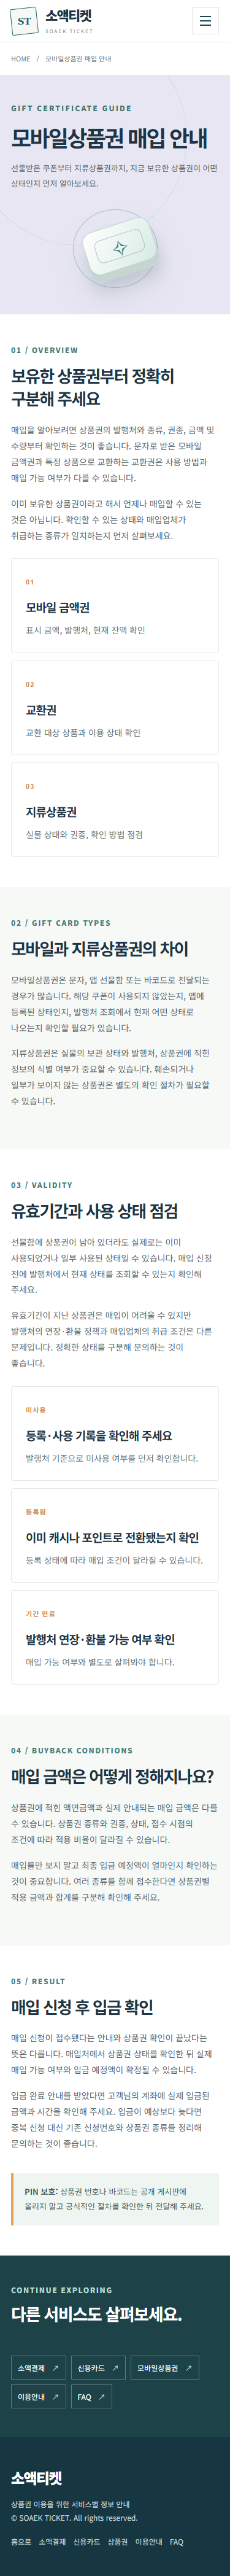 ST
소액티켓
SOAEK TICKET
HOME / 모바일상품권 매입 안내
GIFT CERTIFICATE GUIDE
모바일상품권 매입 안내
선물받은 쿠폰부터 지류상품권까지, 지금 보유한 상품권이 어떤
상태인지 먼저 알아보세요.
01 / OVERVIEW
보유한 상품권부터 정확히
구분해 주세요
매입을 알아보려면 상품권의 발행처와 종류, 권종, 금액 및
수량부터 확인하는 것이 좋습니다. 문자로 받은 모바일
금액권과 특정 상품으로 교환하는 교환권은 사용 방법과
매입 가능 여부가 다를 수 있습니다.
이미 보유한 상품권이라고 해서 언제나 매입할 수 있는
것은 아닙니다. 확인할 수 있는 상태와 매입업체가
취급하는 종류가 일치하는지 먼저 살펴보세요.
01
모바일 금액권
표시 금액, 발행처, 현재 잔액 확인
02
교환권
교환 대상 상품과 이용 상태 확인
03
지류상품권
실물 상태와 권종, 확인 방법 점검
02 / GIFT CARD TYPES
모바일과 지류상품권의 차이
모바일상품권은 문자, 앱 선물함 또는 바코드로 전달되는
경우가 많습니다. 해당 쿠폰이 사용되지 않았는지, 앱에
등록된 상태인지, 발행처 조회에서 현재 어떤 상태로
나오는지 확인할 필요가 있습니다.
지류상품권은 실물의 보관 상태와 발행처, 상품권에 적힌
정보의 식별 여부가 중요할 수 있습니다. 훼손되거나
일부가 보이지 않는 상품권은 별도의 확인 절차가 필요할
수 있습니다.
03 / VALIDITY
유효기간과 사용 상태 점검
선물함에 상품권이 남아 있더라도 실제로는 이미
사용되었거나 일부 사용된 상태일 수 있습니다. 매입 신청
전에 발행처에서 현재 상태를 조회할 수 있는지 확인해
주세요.
유효기간이 지난 상품권은 매입이 어려울 수 있지만
발행처의 연장·환불 정책과 매입업체의 취급 조건은 다른
문제입니다. 정확한 상태를 구분해 문의하는 것이
좋습니다.
미사용
등록·사용 기록을 확인해 주세요
발행처 기준으로 미사용 여부를 먼저 확인합니다.
등록됨
이미 캐시나 포인트로 전환됐는지 확인
등록 상태에 따라 매입 조건이 달라질 수 있습니다.
기간 만료
발행처 연장·환불 가능 여부 확인
매입 가능 여부와 별도로 살펴봐야 합니다.
04 / BUYBACK CONDITIONS
매입 금액은 어떻게 정해지나요?
상품권에 적힌 액면금액과 실제 안내되는 매입 금액은 다를
수 있습니다. 상품권 종류와 권종, 상태, 접수 시점의
조건에 따라 적용 비율이 달라질 수 있습니다.
매입률만 보지 말고 최종 입금 예정액이 얼마인지 확인하는
것이 중요합니다. 여러 종류를 함께 접수한다면 상품권별
적용 금액과 합계를 구분해 확인해 주세요.
05 / RESULT
매입 신청 후 입금 확인
매입 신청이 접수됐다는 안내와 상품권 확인이 끝났다는
뜻은 다릅니다. 매입처에서 상품권 상태를 확인한 뒤 실제
매입 가능 여부와 입금 예정액이 확정될 수 있습니다.
입금 완료 안내를 받았다면 고객님의 계좌에 실제 입금된
금액과 시간을 확인해 주세요. 입금이 예상보다 늦다면
중복 신청 대신 기존 신청번호와 상품권 종류를 정리해
문의하는 것이 좋습니다.
PIN 보호: 상품권 번호나 바코드는 공개 게시판에
올리지 말고 공식적인 절차를 확인한 뒤 전달해 주세요.
CONTINUE EXPLORING
다른 서비스도 살펴보세요.
소액결제 ↗ 신용카드 ↗ 모바일상품권 ↗
이용안내 ↗ FAQ ↗
소액티켓
상품권 이용을 위한 서비스별 정보 안내
© SOAEK TICKET. All rights reserved.
홈으로 소액결제 신용카드 상품권 이용안내 FAQ